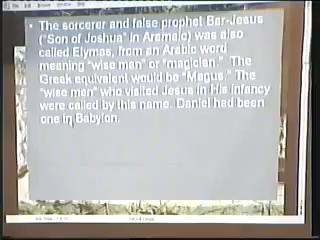 • The sorcerer and false prophet Bar-Jesus
("Son of Joshua" in Aramaic) was also
called Elymas, from an Arabic word
meaning "wise man" or "magician." The
Greek equivalent would be "Magus." The
"wise men" who visited Jesus in His infancy
were called by this name. Daniel had been
one in Babylon.